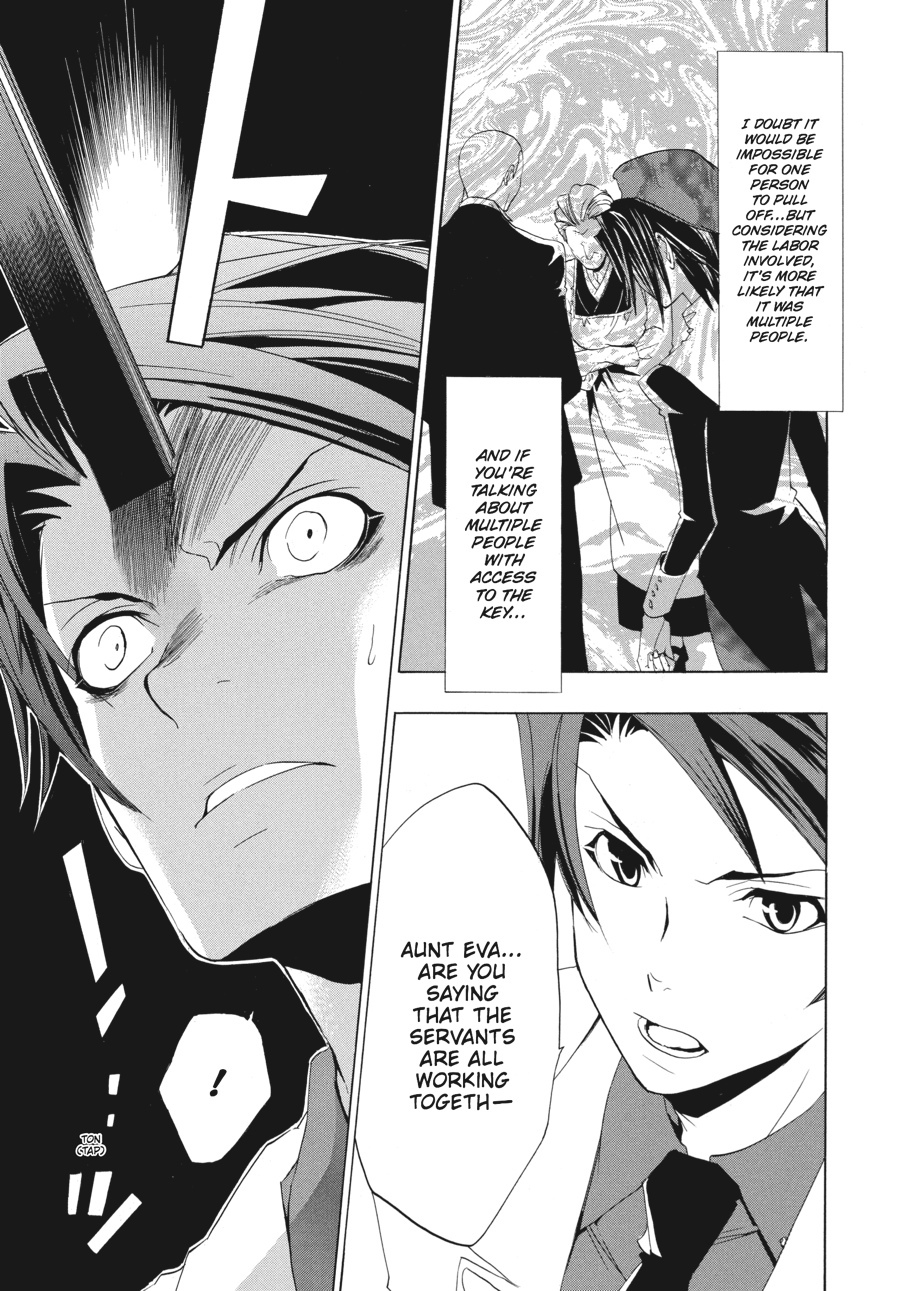 I DOUBT IT
WOULD BE
IMPOSSIBLE
FOR ONE
PERSON
TO PULL
OFF...BUT
CONSIDERING
THE LABOR
INVOLVED,
IT'S MORE
LIKELY THAT
IT WAS
MULTIPLE
PEOPLE.
AND IF
YOU'RE
TALKING
ABOUT
MULTIPLE
PEOPLE
WITH
ACCESS
TO THE
KEY...
AUNT EVA...
ARE YOU
SAYING
THAT THE
SERVANTS
ARE ALL
WORKING
TOGETH—
!
TON
(TAP)